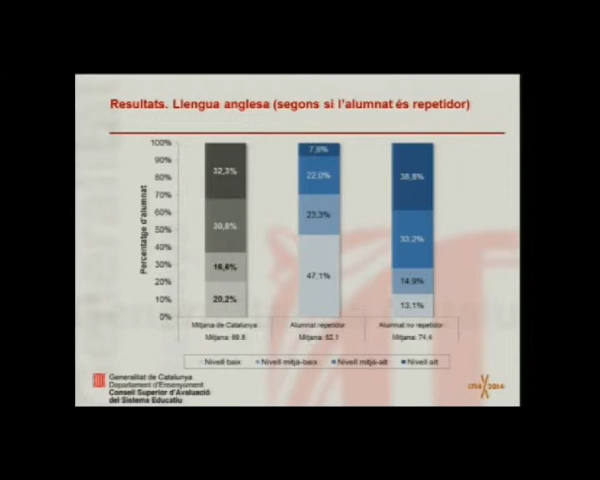 Resultats. Llengua anglesa (segons si l'alumnat és repetidor)
Percentatge d'alumnat
100%
90%
80%
70%
60%
50%
40%
30%
20%
10%
0%
32,3%
30,8%
16,6%
20,2%
7,6%
22,0%
23,3%
47,1%
38,8%
33,2%
14,9%
13,1%
Mitjana de Catalunya
Mitjana: 69.6
Alumnat repetidor
Mitjana: 52.1
Alumnat no repetidor
Mitjana: 74,4
Nivell baix Nivell mitjà-baix Nivell mitjà-alt Nivell alt
Generalitat de Catalunya
Departament d'Ensenyament
Consell Superior d'Avaluació
del Sistema Educatiu
1714 2014